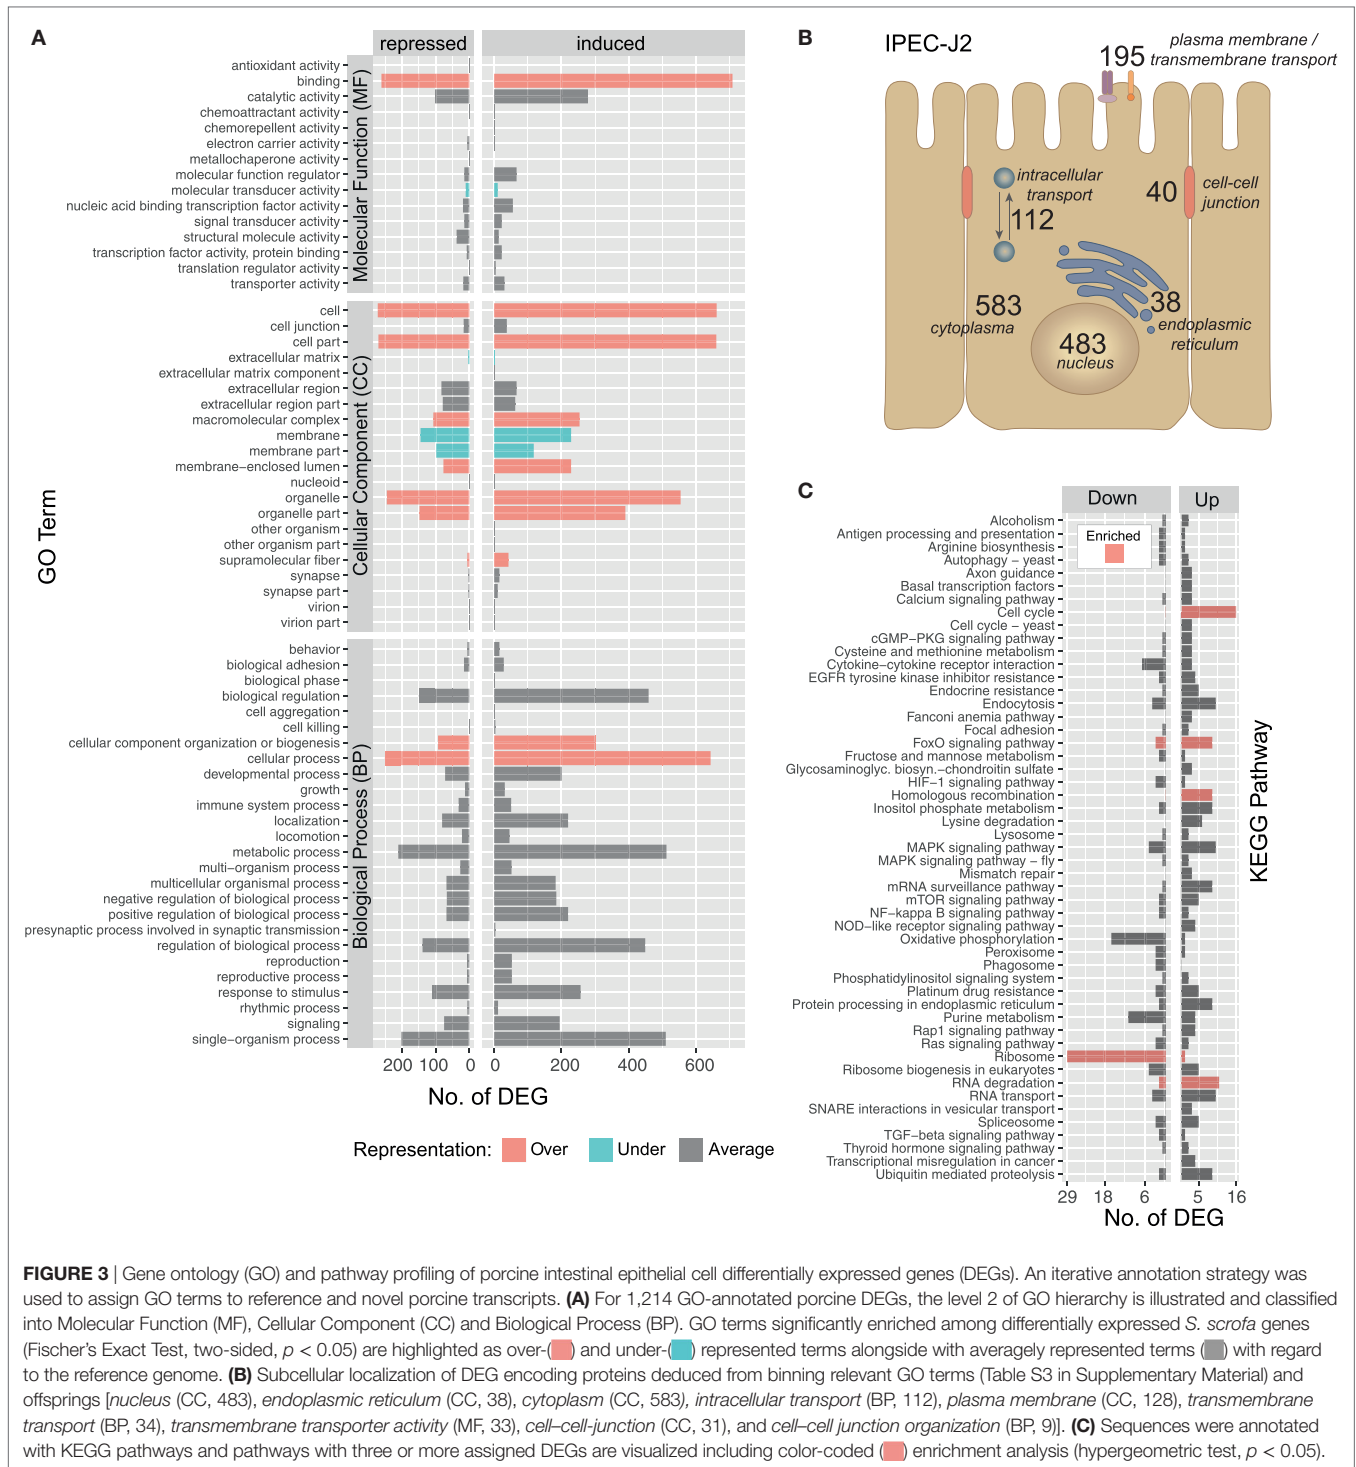 A
repressed
induced
antioxidant activity
binding
catalytic activity
chemoattractant activity
chemorepellent activity
electron carrier activity
metallochaperone activity
molecular function regulator
molecular transducer activity
nucleic acid binding transcription factor activity
signal transducer activity
structural molecule activity
transcription factor activity, protein binding
translation regulator activity
transporter activity
Molecular Function (MF)
cell
cell junction
cell part
extracellular matrix
extracellular matrix component
extracellular region
extracellular region part
macromolecular complex
membrane
membrane part
membrane−enclosed lumen
nucleoid
organelle
organelle part
other organism
other organism part
supramolecular fiber
synapse
synapse part
virion
virion part
Cellular Component (CC)
behavior
biological adhesion
biological phase
biological regulation
cell aggregation
cell killing
cellular component organization or biogenesis
cellular process
developmental process
growth
immune system process
localization
locomotion
metabolic process
multi−organism process
multicellular organismal process
negative regulation of biological process
positive regulation of biological process
presynaptic process involved in synaptic transmission
regulation of biological process
reproduction
reproductive process
response to stimulus
rhythmic process
signaling
single−organism process
Biological Process (BP)
GO Term
200 0 0 200 400 600
No. of DEG
Representation: Over Under Average
B
IPEC-J2
195 plasma membrane /
transmembrane transport
intracellular
transport
112
40 cell-cell
junction
583
cytoplasma
38
endoplasmic
reticulum
483
nucleus
C
Down
Up
Enriched
Alcoholism
Antigen processing and presentation
Arginine biosynthesis
Autophagy − yeast
Axon guidance
Basal transcription factors
Calcium signaling pathway
Cell cycle
Cell cycle − yeast
cGMP−PKG signaling pathway
Cysteine and methionine metabolism
Cytokine−cytokine receptor interaction
EGFR tyrosine kinase inhibitor resistance
Endocrine resistance
Endocytosis
Fanconi anemia pathway
Focal adhesion
FoxO signaling pathway
Fructose and mannose metabolism
Glycosaminoglyc. biosyn.−chondroitin sulfate
HIF−1 signaling pathway
Homologous recombination
Inositol phosphate metabolism
Lysine degradation
Lysosome
MAPK signaling pathway
MAPK signaling pathway − fly
Mismatch repair
mRNA surveillance pathway
mTOR signaling pathway
NF−kappa B signaling pathway
NOD−like receptor signaling pathway
Oxidative phosphorylation
Peroxisome
Phagosome
Phosphatidylinositol signaling system
Platinum drug resistance
Protein processing in endoplasmic reticulum
Purine metabolism
Rap1 signaling pathway
Ras signaling pathway
Ribosome
Ribosome biogenesis in eukaryotes
RNA degradation
RNA transport
SNARE interactions in vesicular transport
Spliceosome
TGF−beta signaling pathway
Thyroid hormone signaling pathway
Transcriptional misregulation in cancer
Ubiquitin mediated proteolysis
KEGG Pathway
29 18 6 5 16
No. of DEG
FIGURE 3 | Gene ontology (GO) and pathway profiling of porcine intestinal epithelial cell differentially expressed genes (DEGs). An iterative annotation strategy was
used to assign GO terms to reference and novel porcine transcripts. (A) For 1,214 GO-annotated porcine DEGs, the level 2 of GO hierarchy is illustrated and classified
into Molecular Function (MF), Cellular Component (CC) and Biological Process (BP). GO terms significantly enriched among differentially expressed S. scrofa genes
(Fischer's Exact Test, two-sided, p < 0.05) are highlighted as over-( ) and under-( ) represented terms alongside with averagely represented terms ( ) with regard
to the reference genome. (B) Subcellular localization of DEG encoding proteins deduced from binning relevant GO terms (Table S3 in Supplementary Material) and
offsprings [nucleus (CC, 483), endoplasmic reticulum (CC, 38), cytoplasm (CC, 583), intracellular transport (BP, 112), plasma membrane (CC, 128), transmembrane
transport (BP, 34), transmembrane transporter activity (MF, 33), cell–cell-junction (CC, 31), and cell–cell junction organization (BP, 9)]. (C) Sequences were annotated
with KEGG pathways and pathways with three or more assigned DEGs are visualized including color-coded ( ) enrichment analysis (hypergeometric test, p < 0.05).